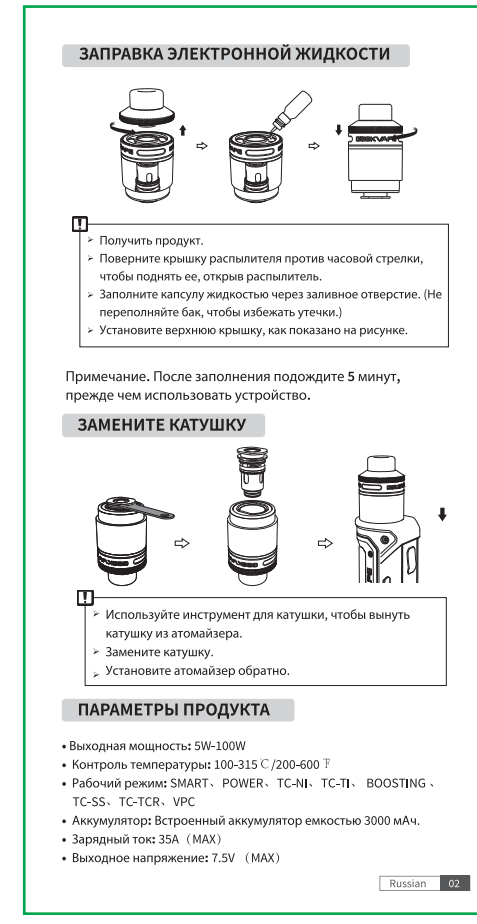 ЗАПРАВКА ЭЛЕКТРОННОЙ ЖИДКОСТИ
➢ Получить продукт.
➢ Поверните крышку распылителя против часовой стрелки,
чтобы поднять ее, открыв распылитель.
➢ Заполните капсулу жидкостью через заливное отверстие. (Не
переполняйте бак, чтобы избежать утечки.)
➢ Установите верхнюю крышку, как показано на рисунке.
Примечание. После заполнения подождите 5 минут,
прежде чем использовать устройство.
ЗАМЕНИТЕ КАТУШКУ
➢ Используйте инструмент для катушки, чтобы вынуть
катушку из атомайзера.
➢ Замените катушку.
➢ Установите атомайзер обратно.
ПАРАМЕТРЫ ПРОДУКТА
• Выходная мощность: 5W-100W
• Контроль температуры: 100-315℃/200-600℉
• Рабочий режим: SMART、POWER、TC-NI、TC-TI、BOOSTING、
TC-SS、TC-TCR、VPC
• Аккумулятор: Встроенный аккумулятор емкостью 3000 мАч.
• Зарядный ток: 35A（MAX）
• Выходное напряжение: 7.5V （MAX）
Russian 02